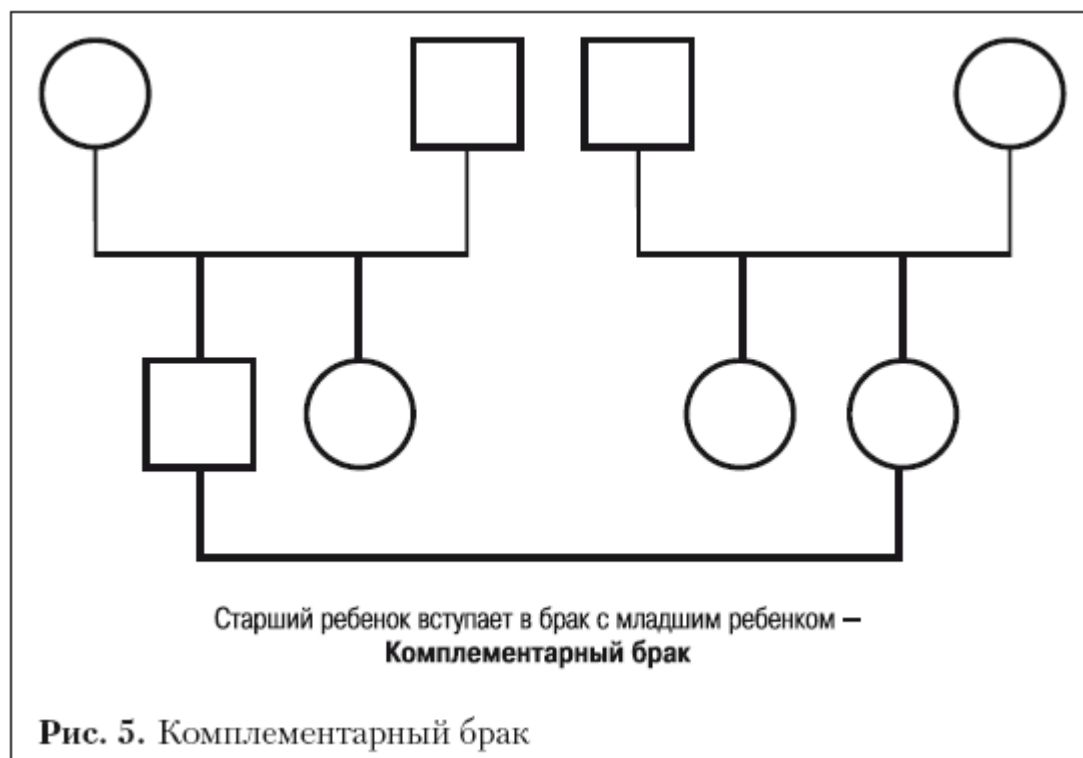 Старший ребенок вступает в брак с младшим ребенком –
Комплементарный брак
Рис. 5. Комплементарный брак